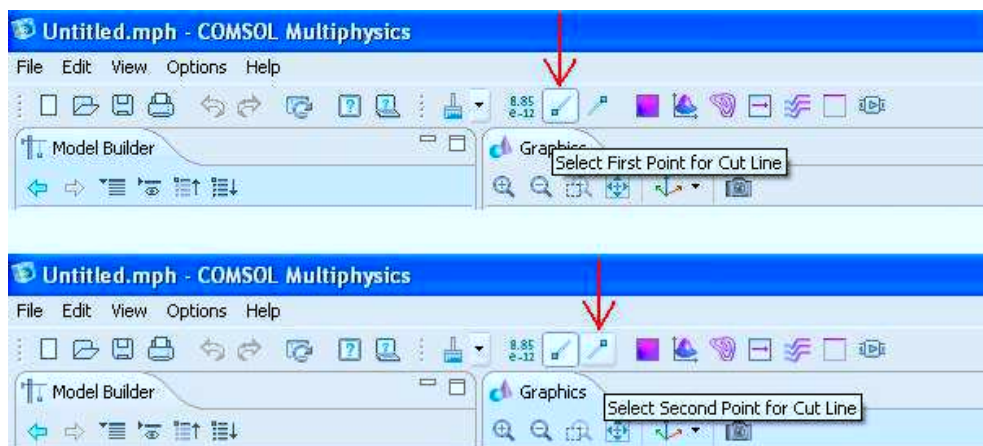 Untitled.mph - COMSOL Multiphysics
File Edit View Options Help
8.85
e-12
Model Builder
Graphics
Select First Point for Cut Line
Untitled.mph - COMSOL Multiphysics
File Edit View Options Help
8.85
e-12
Model Builder
Graphics
Select Second Point for Cut Line